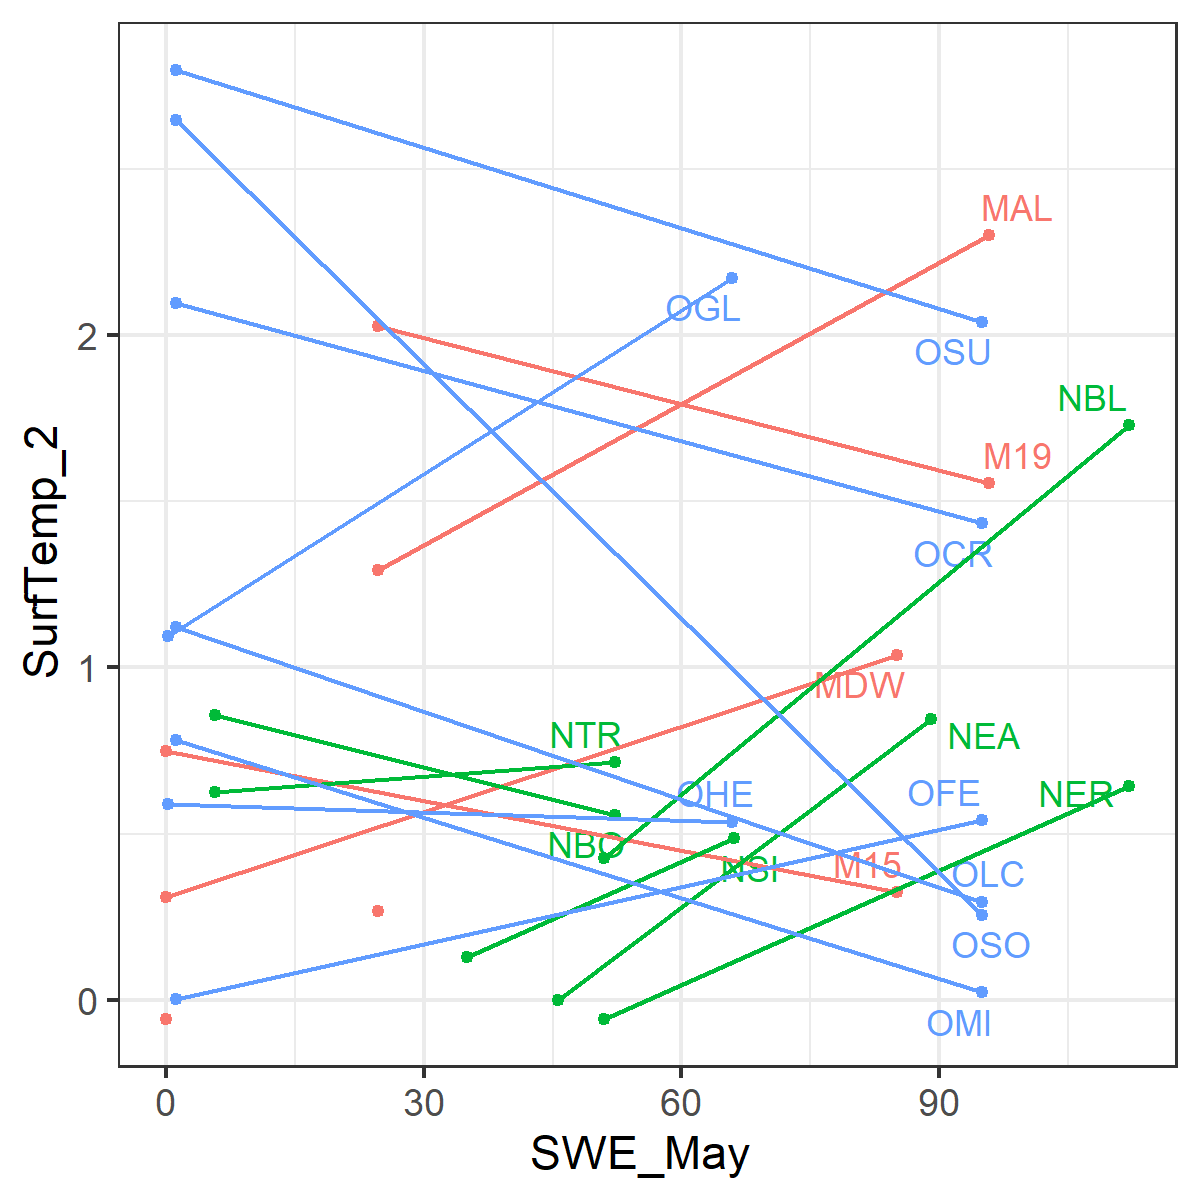 MAL
OGL
2
OSU
NBL
M19
OCR
SurfTemp_2
1
MDW
NTR
NEA
OHE
OFE
NER
NBO
NSI
M15
OLC
OSO
0
OMI
0
30
60
90
SWE_May